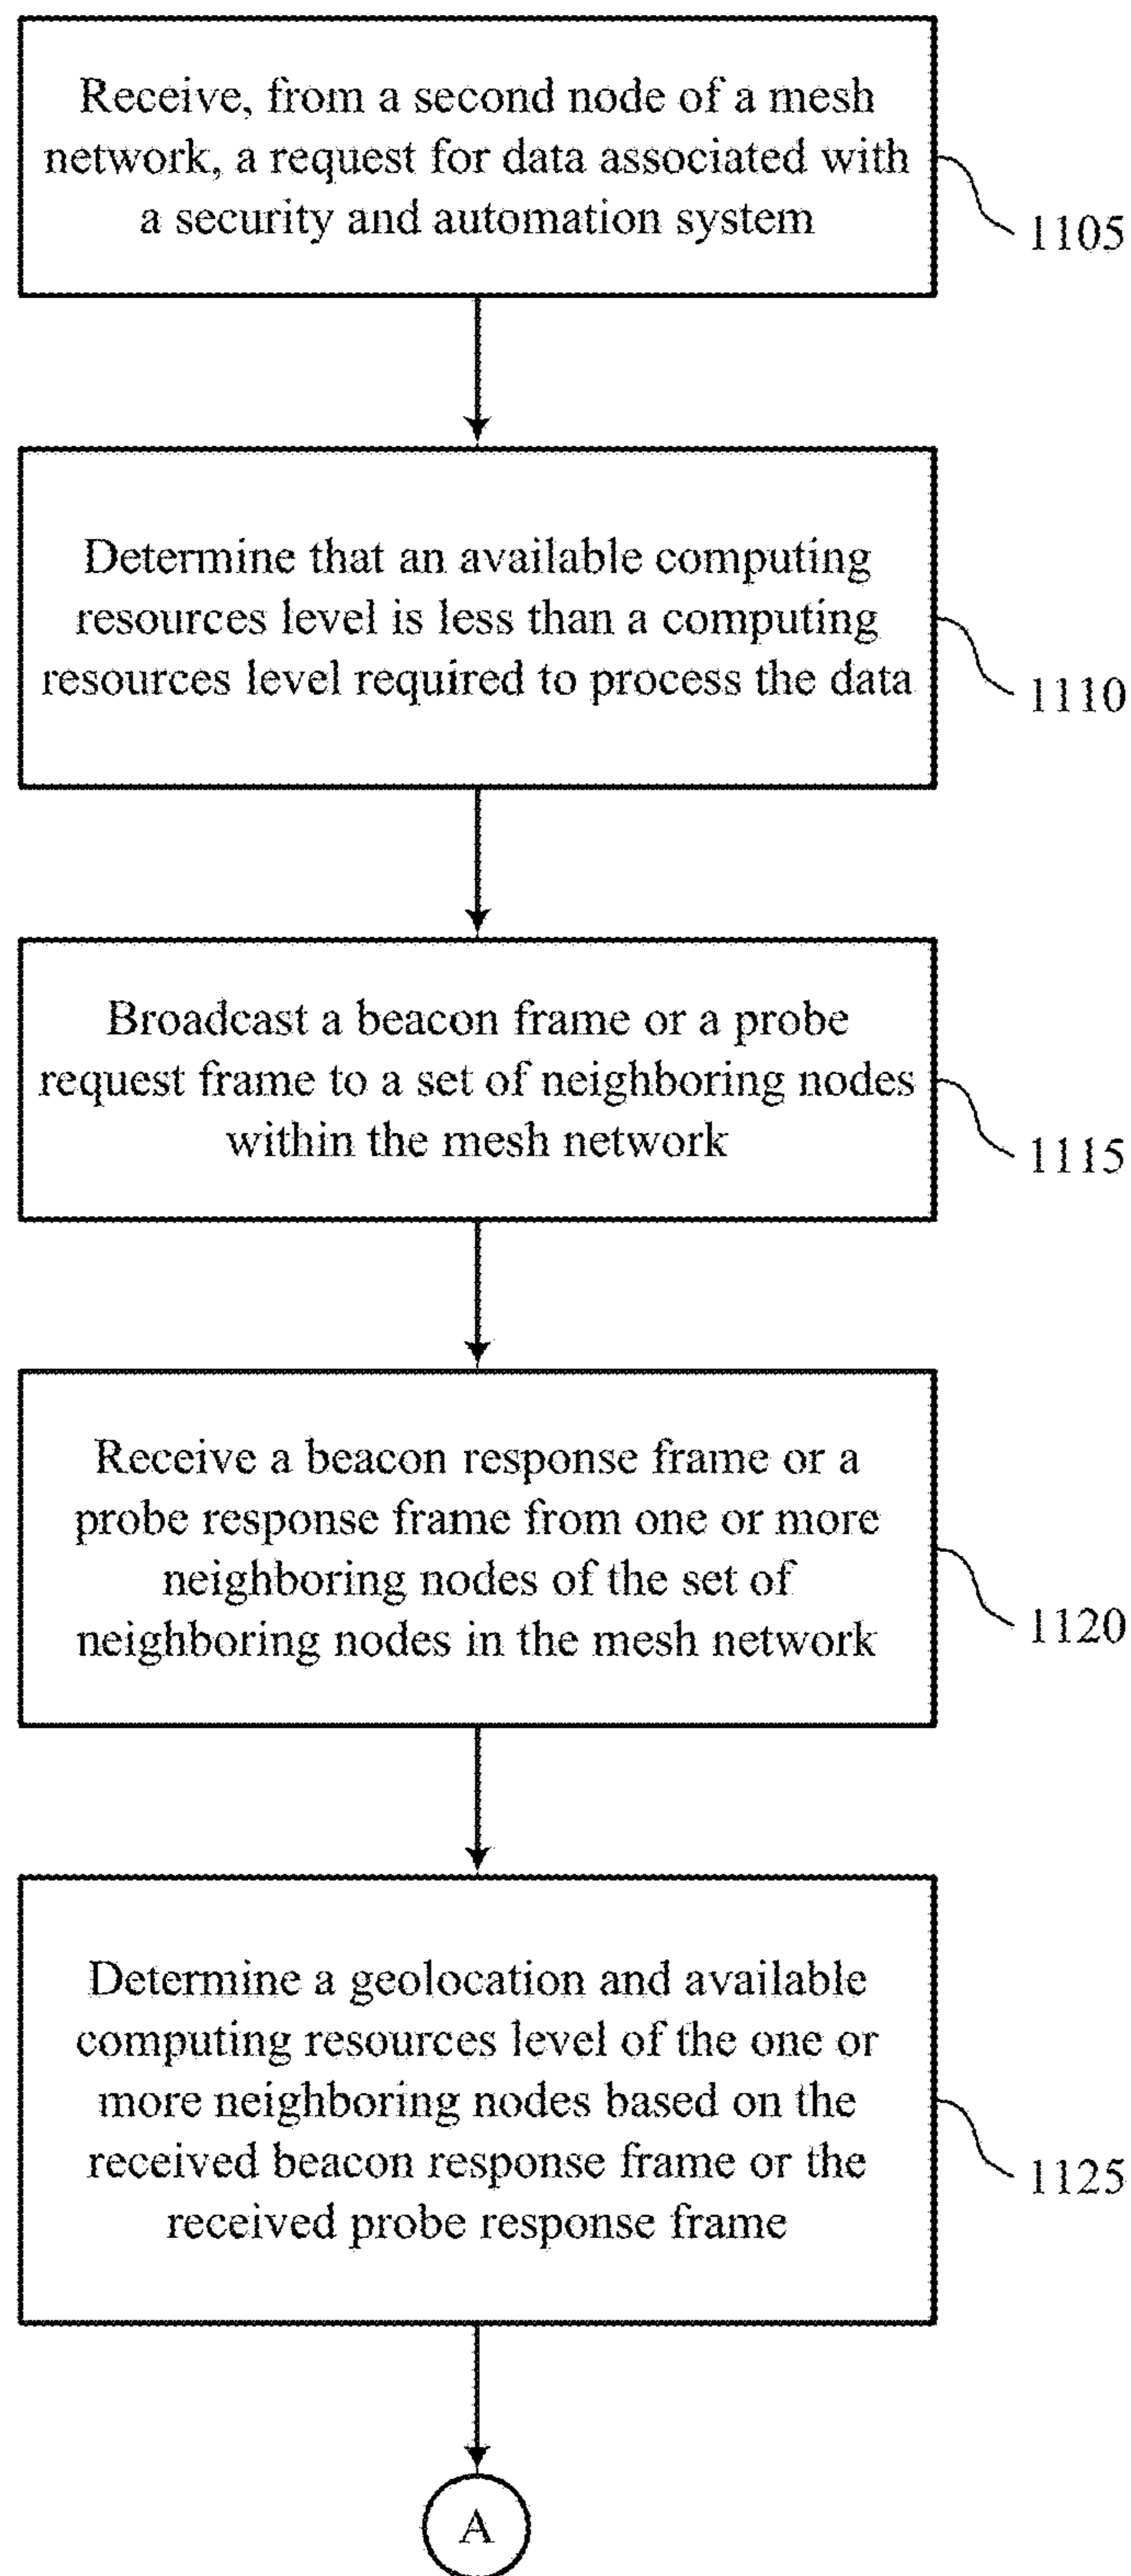 Receive, from a second node of a mesh
network, a request for data associated with
a security and automation system
1105
Determine that an available computing
resources level is less than a computing
resources level required to process the data
1110
Broadcast a beacon frame or a probe
request frame to a set of neighboring nodes
within the mesh network
1115
Receive a beacon response frame or a
probe response frame from one or more
neighboring nodes of the set of
neighboring nodes in the mesh network
1120
Determine a geolocation and available
computing resources level of the one or
more neighboring nodes based on the
received beacon response frame or the
received probe response frame
1125
A